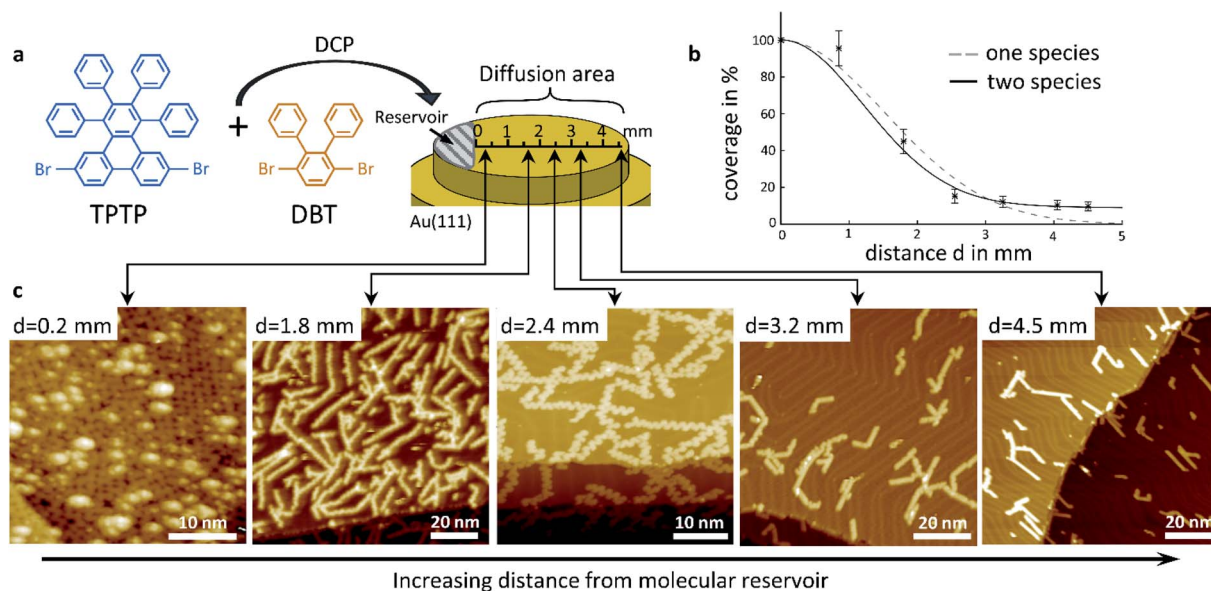 a
DCP
Br
Br
TPTP
+
Br
Br
DBT
Diffusion area
Reservoir
0 1 2 3 4 mm
Au(111)
b
coverage in %
100
80
60
40
20
0
0 1 2 3 4 5
distance d in mm
one species
two species
c
d=0.2 mm
10 nm
d=1.8 mm
20 nm
d=2.4 mm
10 nm
d=3.2 mm
20 nm
d=4.5 mm
20 nm
Increasing distance from molecular reservoir